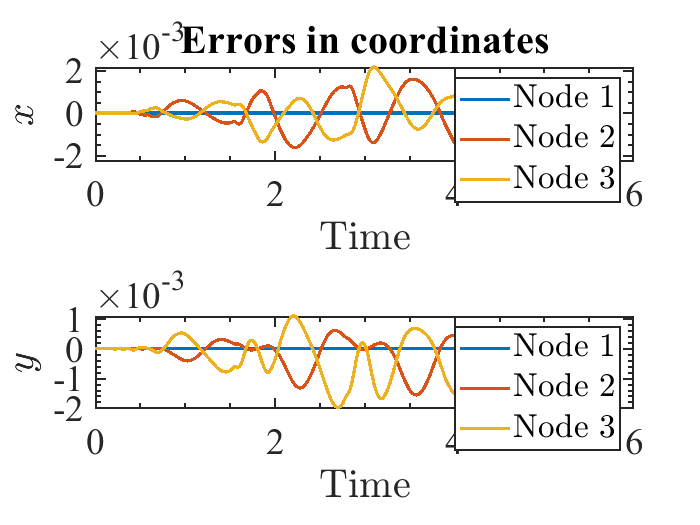 ×10⁻³
Errors in coordinates
2
0
-2
x
0 2 4 6
Time
Node 1
Node 2
Node 3
×10⁻³
1
0
-1
-2
y
0 2 4 6
Time
Node 1
Node 2
Node 3